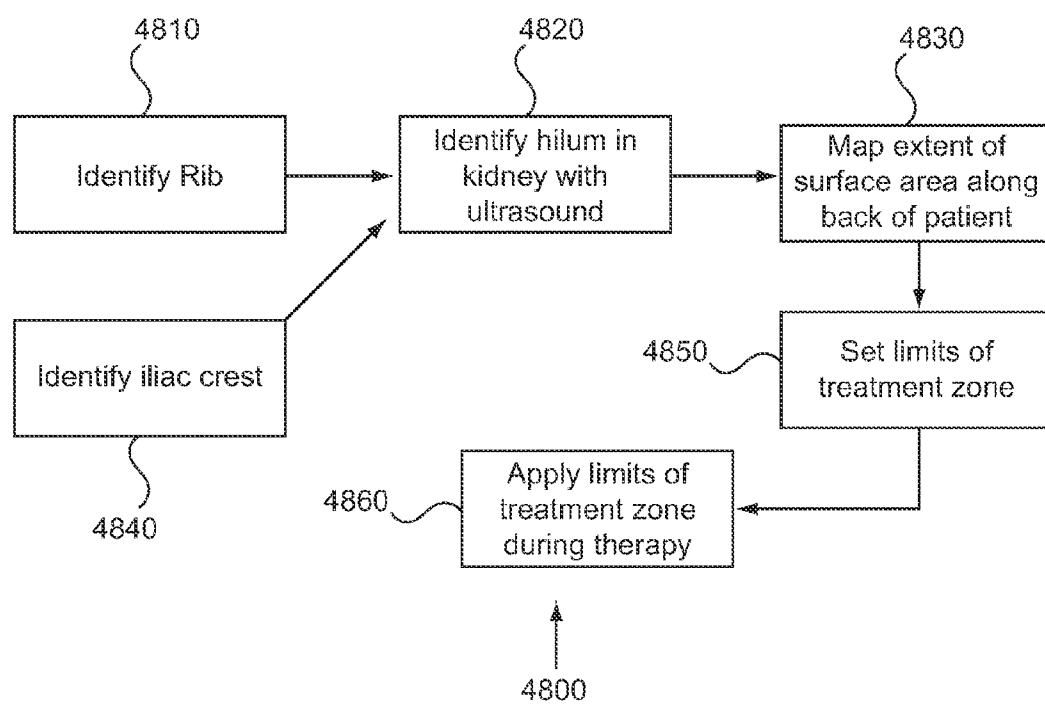 4810
4820
4830
Identify Rib
Identify hilum in
kidney with
ultrasound
Map extent of
surface area along
back of patient
Identify iliac crest
4840
4850
Set limits of
treatment zone
4860
Apply limits of
treatment zone
during therapy
4800